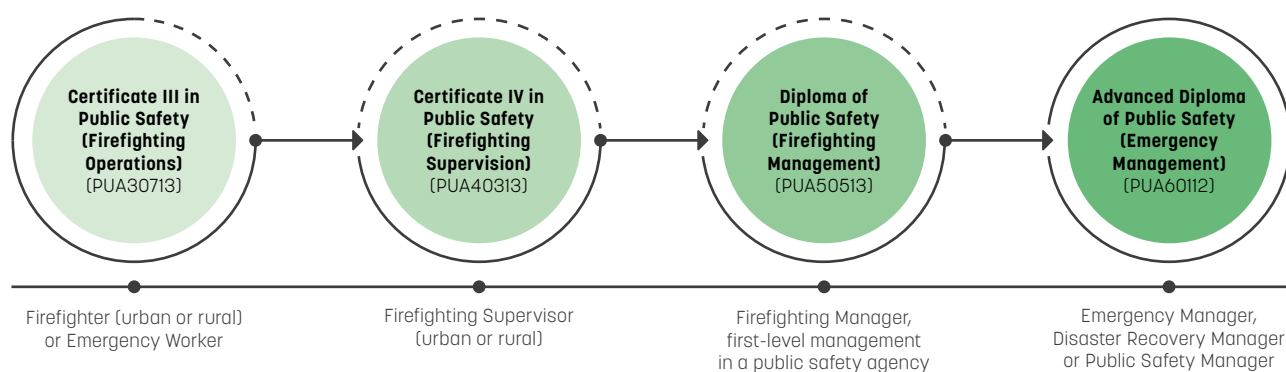 Certificate III in
Public Safety
(Firefighting
Operations)
(PUA30713)
Certificate IV in
Public Safety
(Firefighting
Supervision)
(PUA40313)
Diploma of
Public Safety
(Firefighting
Management)
(PUA50513)
Advanced Diploma
of Public Safety
(Emergency
Management)
(PUA60112)
Firefighter (urban or rural)
or Emergency Worker
Firefighting Supervisor
(urban or rural)
Firefighting Manager,
first-level management
in a public safety agency
Emergency Manager,
Disaster Recovery Manager
or Public Safety Manager